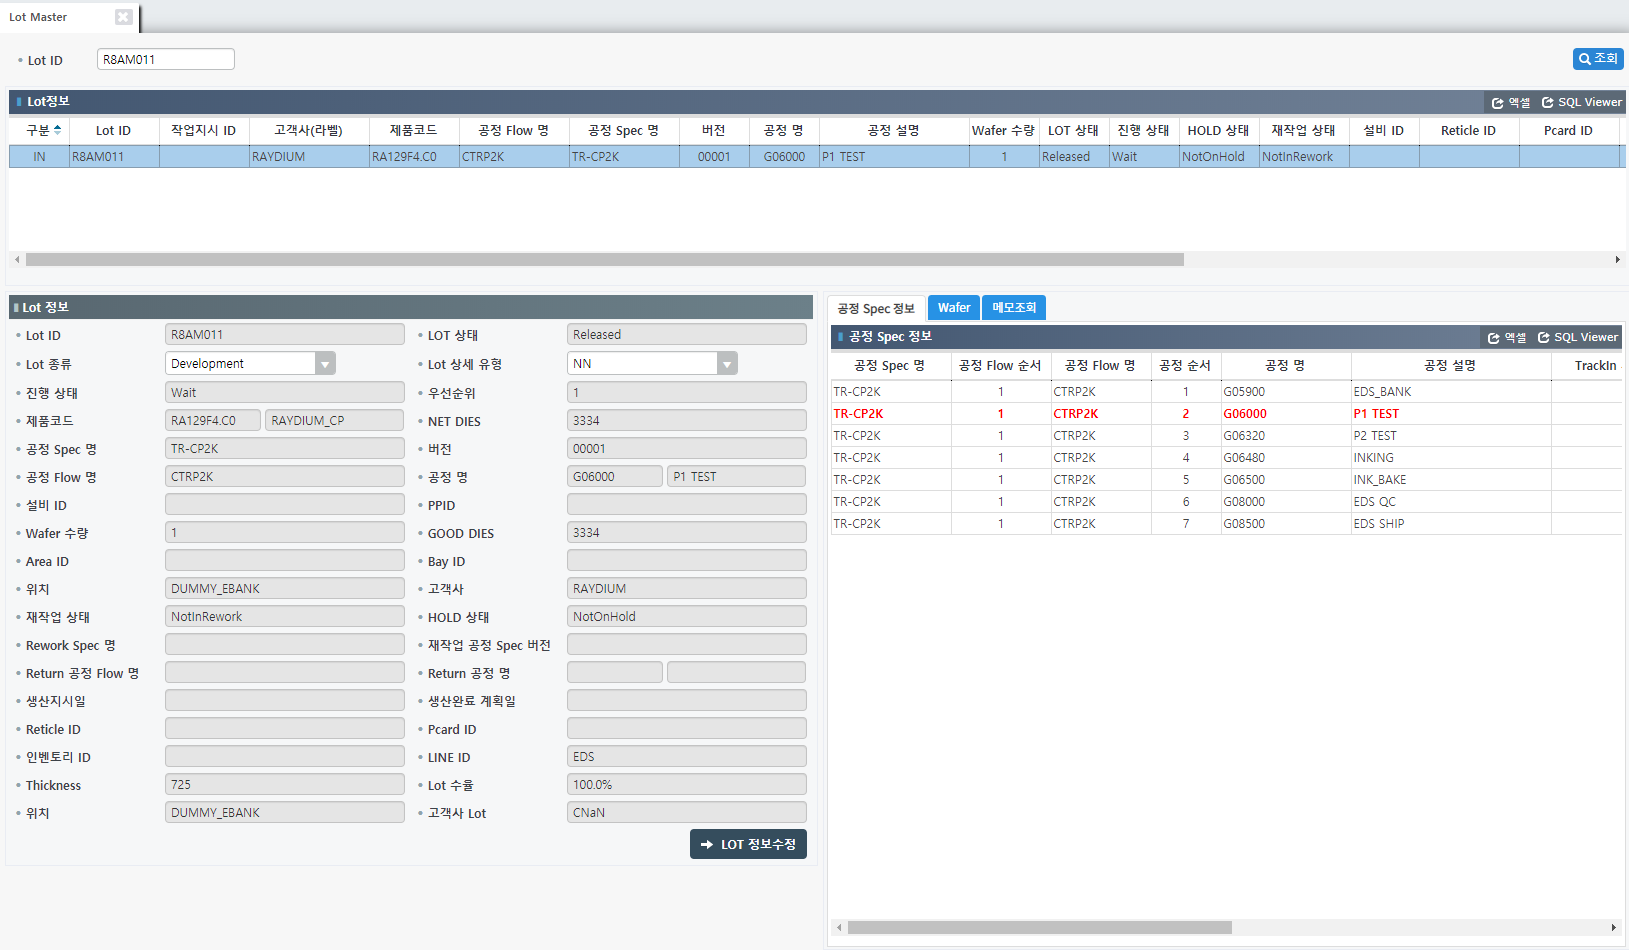 Lot Master
Lot ID R8AM011 조회
Lot정보 엑셀 SQL Viewer
구분 Lot ID 작업지시 ID 고객사(라벨) 제품코드 공정 Flow 명 공정 Spec 명 버전 공정 명 공정 설명 Wafer 수량 LOT 상태 진행 상태 HOLD 상태 재작업 상태 설비 ID Reticle ID Pcard ID
IN R8AM011 RAYDIUM RA129F4.C0 CTRP2K TR-CP2K 00001 G06000 P1 TEST 1 Released Wait NotOnHold NotInRework
Lot 정보
Lot ID R8AM011 LOT 상태 Released
Lot 종류 Development Lot 상세 유형 NN
진행 상태 Wait 우선순위 1
제품코드 RA129F4.C0 RAYDIUM_CP NET DIES 3334
공정 Spec 명 TR-CP2K 버전 00001
공정 Flow 명 CTRP2K 공정 명 G06000 P1 TEST
설비 ID PPID
Wafer 수량 1 GOOD DIES 3334
Area ID Bay ID
위치 DUMMY_EBANK 고객사 RAYDIUM
재작업 상태 NotInRework HOLD 상태 NotOnHold
Rework Spec 명 재작업 공정 Spec 버전
Return 공정 Flow 명 Return 공정 명
생산지시일 생산완료 계획일
Reticle ID Pcard ID
인벤토리 ID LINE ID EDS
Thickness 725 Lot 수율 100.0%
위치 DUMMY_EBANK 고객사 Lot CNaN
LOT 정보수정
공정 Spec 정보 Wafer 메모조회
공정 Spec 정보 엑셀 SQL Viewer
공정 Spec 명 공정 Flow 순서 공정 Flow 명 공정 순서 공정 명 공정 설명 TrackIn
TR-CP2K 1 CTRP2K 1 G05900 EDS_BANK
TR-CP2K 1 CTRP2K 2 G06000 P1 TEST
TR-CP2K 1 CTRP2K 3 G06320 P2 TEST
TR-CP2K 1 CTRP2K 4 G06480 INKING
TR-CP2K 1 CTRP2K 5 G06500 INK_BAKE
TR-CP2K 1 CTRP2K 6 G08000 EDS QC
TR-CP2K 1 CTRP2K 7 G08500 EDS SHIP